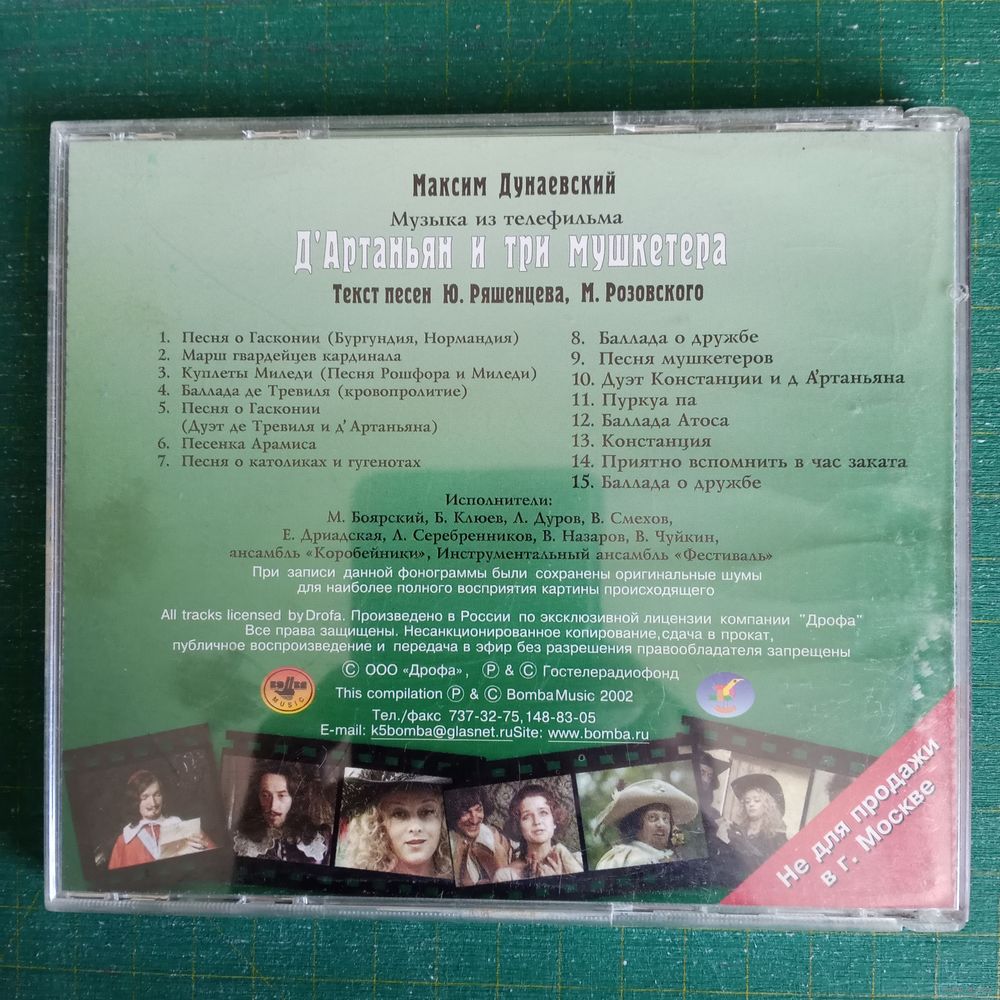 Максим Дунаевский
Музыка из телефильма
Д'Артаньян и три мушкетера
Текст песен Ю. Ряшенцева, М. Розовского
1. Песня о Гасконии (Бургундия, Нормандия)
2. Марш гвардейцев кардинала
3. Куплеты Миледи (Песня Рошфора и Миледи)
4. Баллада де Тревиля (кровопролитие)
5. Песня о Гасконии
(Дуэт де Тревиля и д'Артаньяна)
6. Песенка Арамиса
7. Песня о католиках и гугенотах
8. Баллада о дружбе
9. Песня мушкетеров
10. Дуэт Констанции и д А'ртаньяна
11. Пуркуа па
12. Баллада Атоса
13. Констанция
14. Приятно вспомнить в час заката
15. Баллада о дружбе
Исполнители:
М. Боярский, Б. Клюев, Л. Дуров, В. Смехов,
Е. Дриадская, Л. Серебренников, В. Назаров, В. Чуйкин,
ансамбль «Коробейники», Инструментальный ансамбль «Фестиваль»
При записи данной фонограммы были сохранены оригинальные шумы
для наиболее полного восприятия картины происходящего
All tracks licensed by Drofa. Произведено в России по эксклюзивной лицензии компании "Дрофа"
Все права защищены. Несанкционированное копирование,сдача в прокат,
публичное воспроизведение и передача в эфир без разрешения правообладателя запрещены
© ООО «Дрофа», ℗ & © Гостелерадиофонд
This compilation ℗ & © BombaMusic 2002
MUSIC
Тел./факс 737-32-75,148-83-05
E-mail: k5bomba@glasnet.ruSite: www.bomba.ru
Не для продажи
в г. Москве